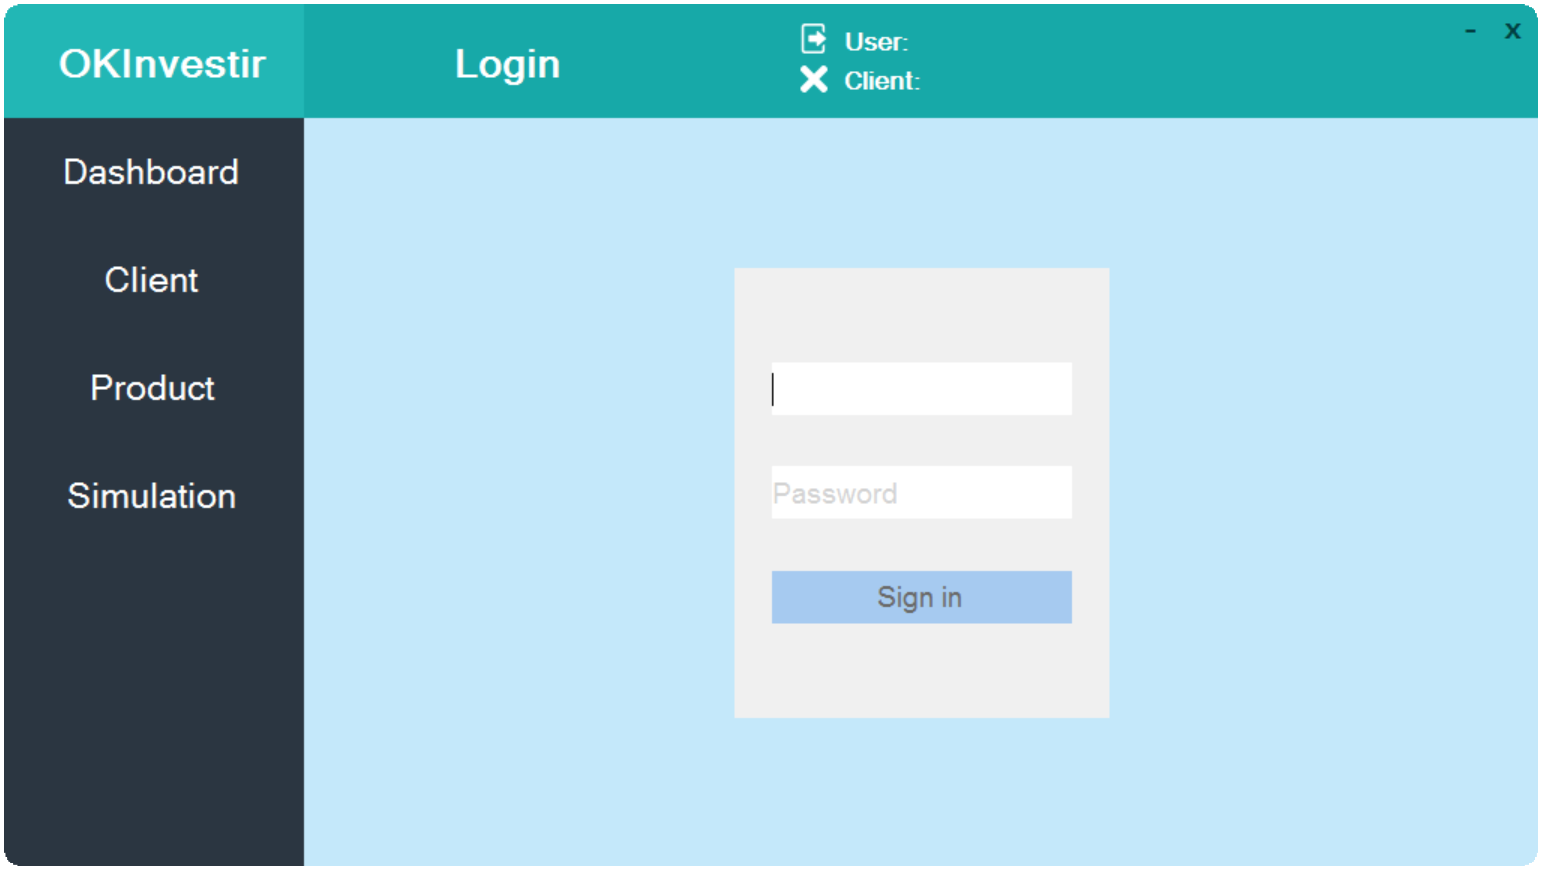 OKInvestir
Login
User:
Client:
- x
Dashboard
Client
Product
Simulation
Password
Sign in